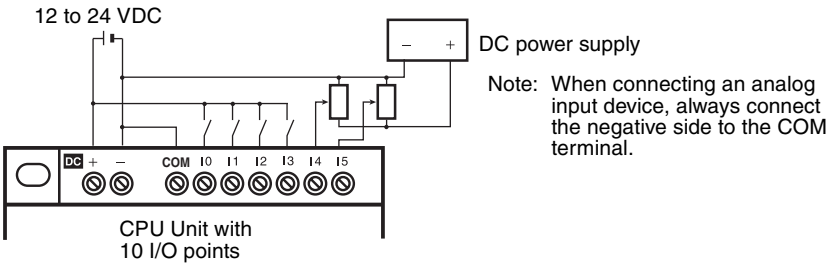 12 to 24 VDC
− +
DC power supply
Note: When connecting an analog
input device, always connect
the negative side to the COM
terminal.
DC + − COM I0 I1 I2 I3 I4 I5
CPU Unit with
10 I/O points